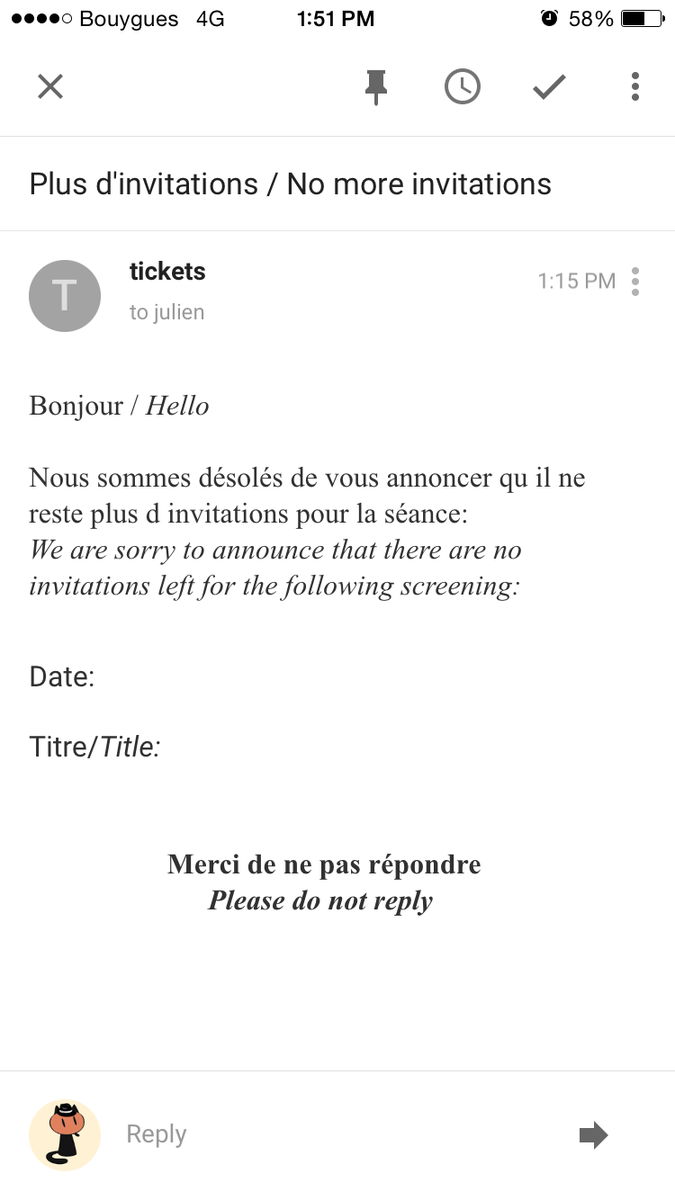 Bouygues 4G 1:51 PM 58%
Plus d'invitations / No more invitations
T
tickets
1:15 PM
to julien
Bonjour / Hello
Nous sommes désolés de vous annoncer qu il ne
reste plus d invitations pour la séance:
We are sorry to announce that there are no
invitations left for the following screening:
Date:
Titre/Title:
Merci de ne pas répondre
Please do not reply
Reply